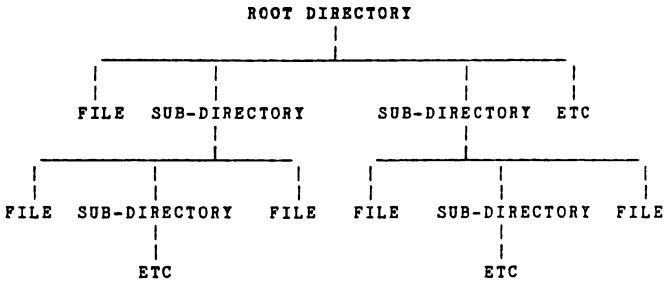 ROOT DIRECTORY
FILE SUB-DIRECTORY SUB-DIRECTORY ETC
FILE SUB-DIRECTORY FILE FILE SUB-DIRECTORY FILE
ETC ETC